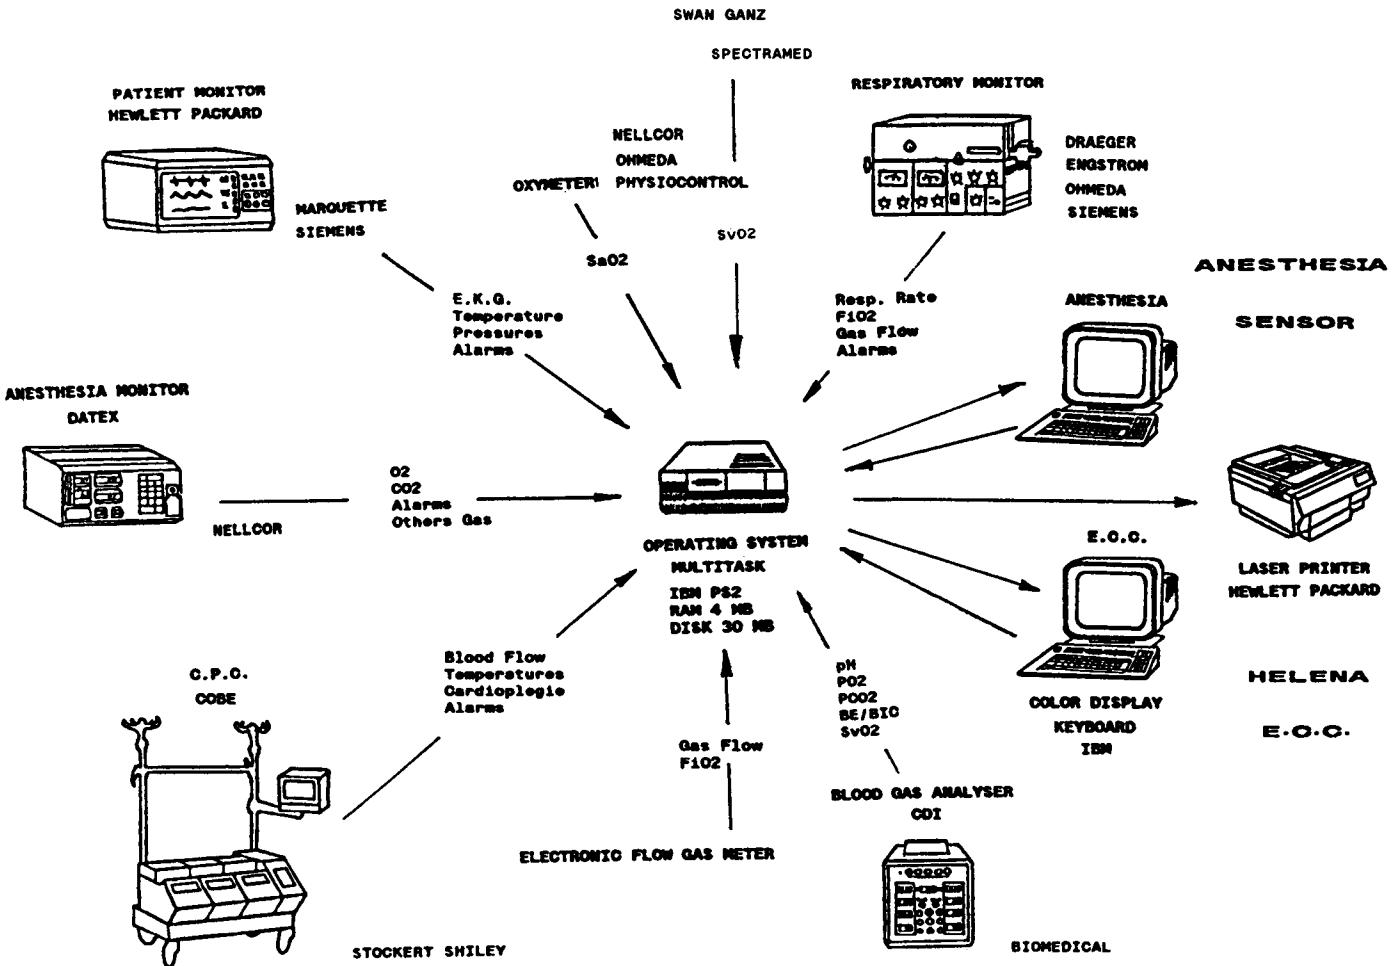 SWAN GANZ
SPECTRAMED
PATIENT MONITOR
HEWLETT PACKARD
MARQUETTE
SIEMENS
NELLCOR
OHMEDA
OXYMETER PHYSIOCONTROL
SaO2
SvO2
RESPIRATORY MONITOR
DRAEGER
ENGSTROM
OHMEDA
SIEMENS
E.K.G.
Temperature
Pressures
Alarms
Resp. Rate
FiO2
Gas Flow
Alarms
ANESTHESIA
ANESTHESIA
SENSOR
ANESTHESIA MONITOR
DATEX
NELLCOR
O2
CO2
Alarms
Others Gas
OPERATING SYSTEM
MULTITASK
IBM PS2
RAM 4 MB
DISK 30 MB
E.C.C.
LASER PRINTER
HEWLETT PACKARD
COLOR DISPLAY
KEYBOARD
IBM
HELENA
E.C.C.
C.P.C.
COBE
Blood Flow
Temperatures
Cardioplegie
Alarms
STOCKERT SHILEY
Gas Flow
FiO2
ELECTRONIC FLOW GAS METER
pH
PO2
PCO2
BE/BIC
SvO2
BLOOD GAS ANALYSER
CDI
BIOMEDICAL